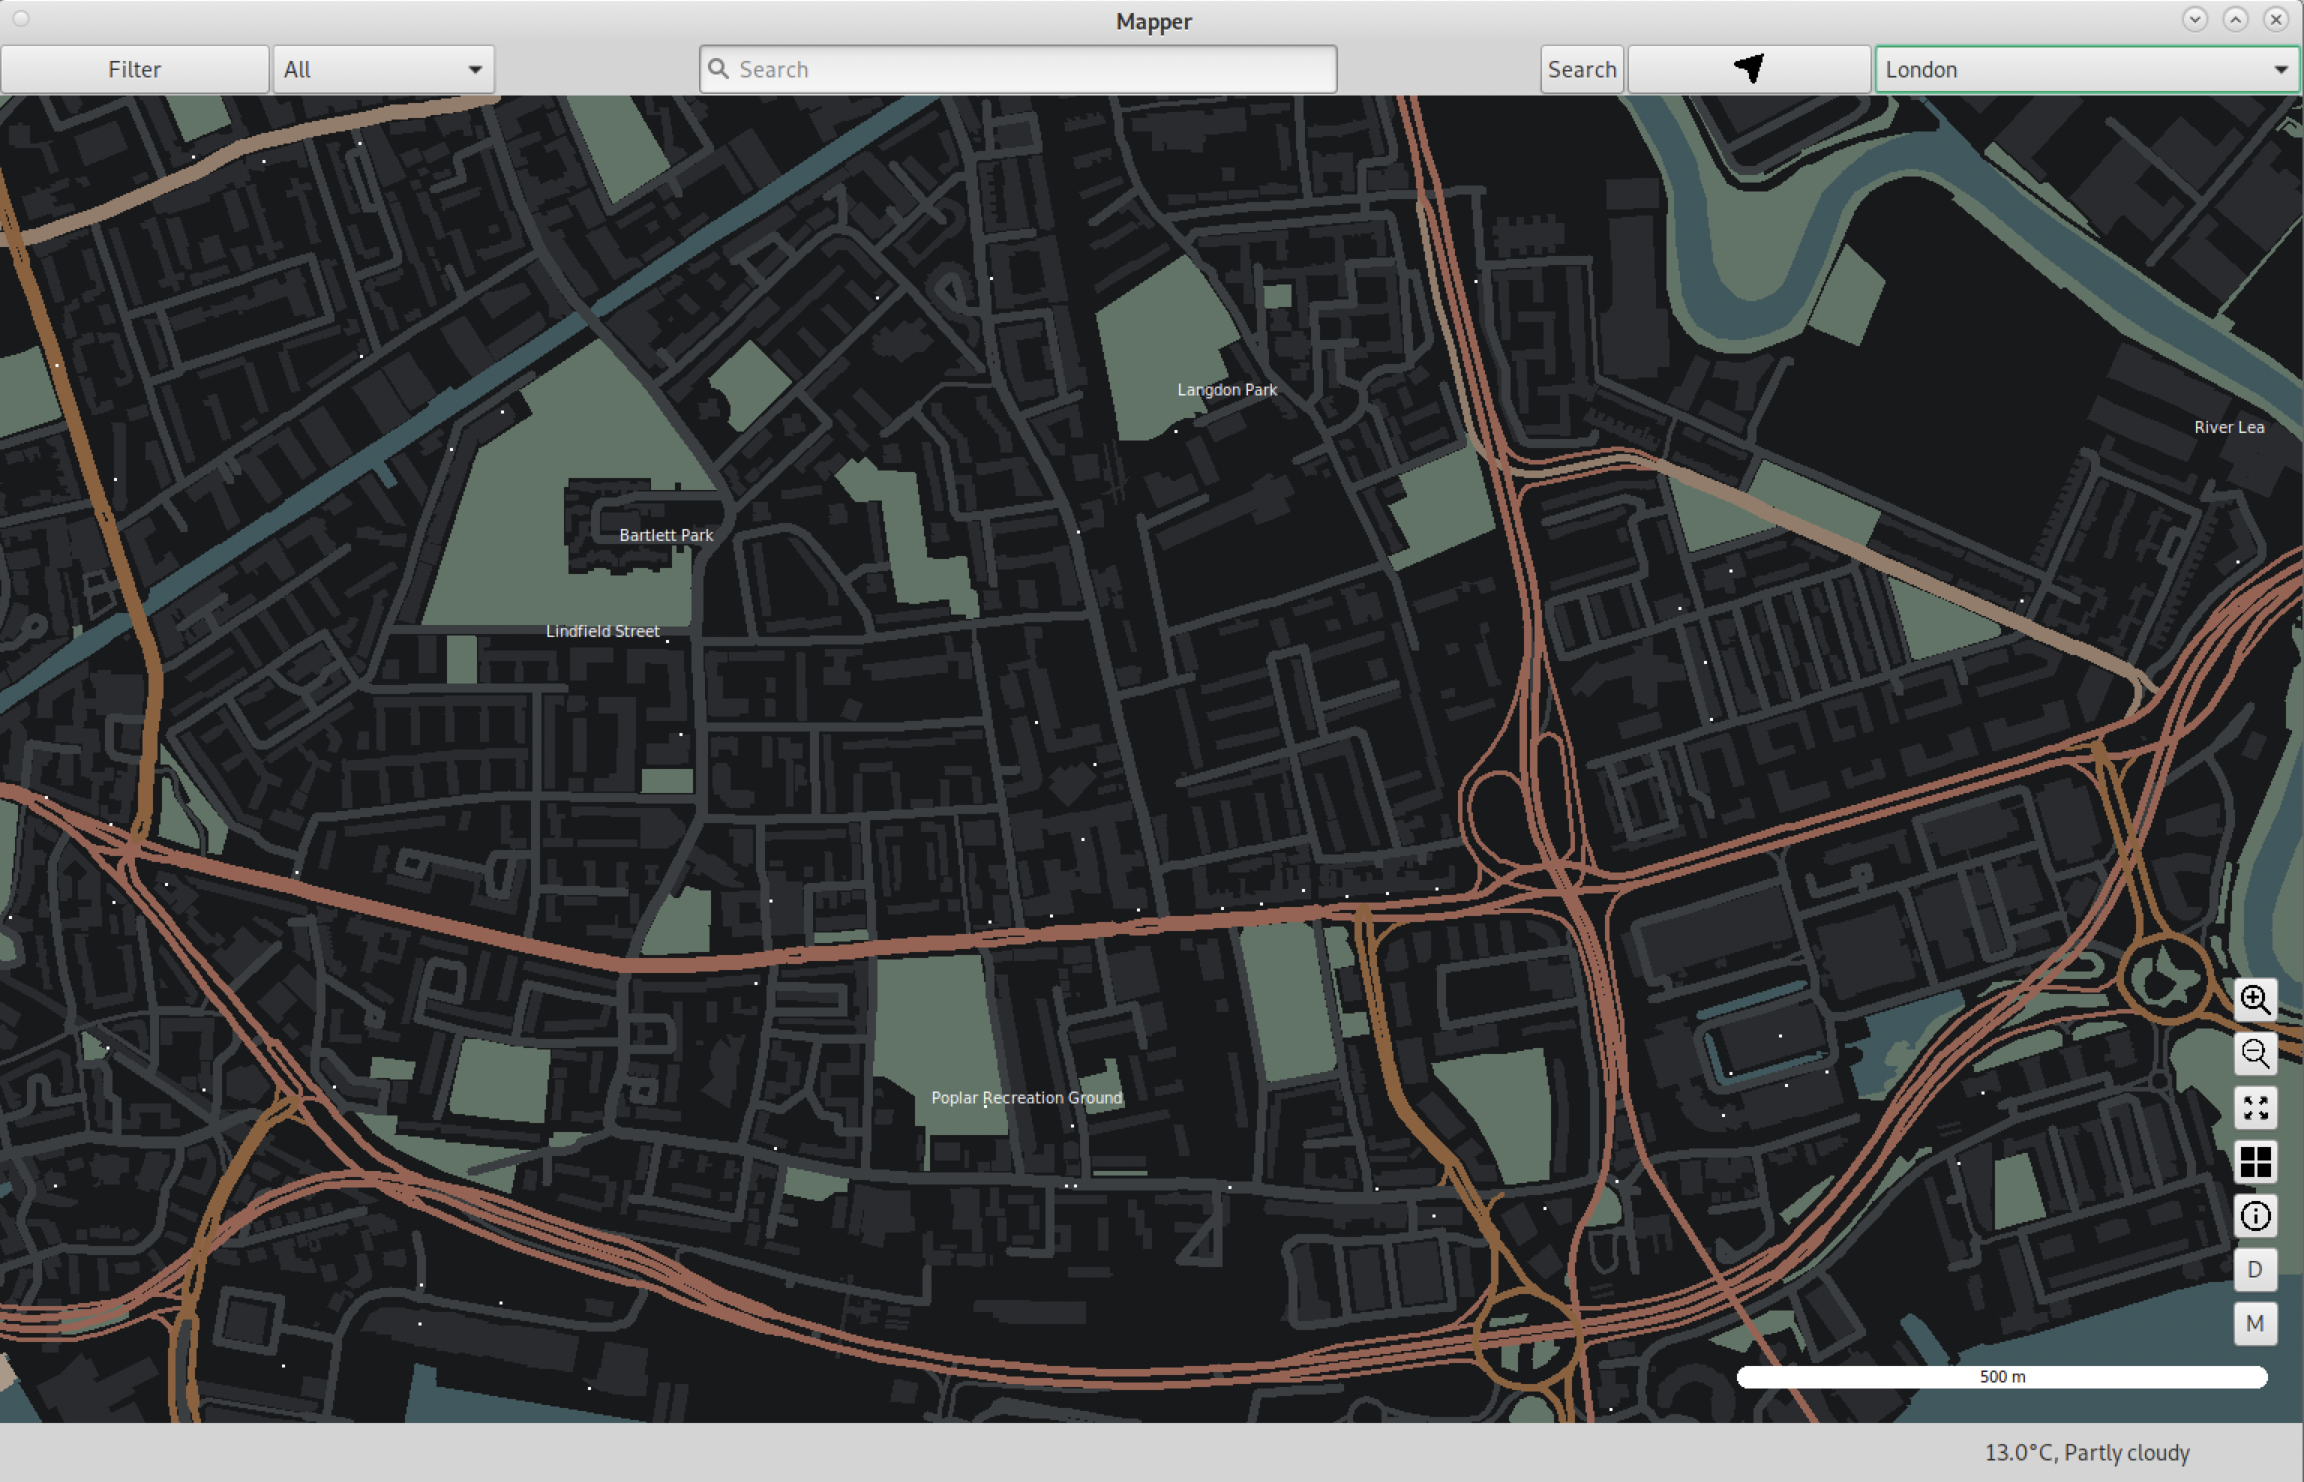 Mapper
Filter
All
Search
Search
London
Langdon Park
River Lea
Bartlett Park
Lindfield Street
Poplar Recreation Ground
D
M
500 m
13.0°C, Partly cloudy